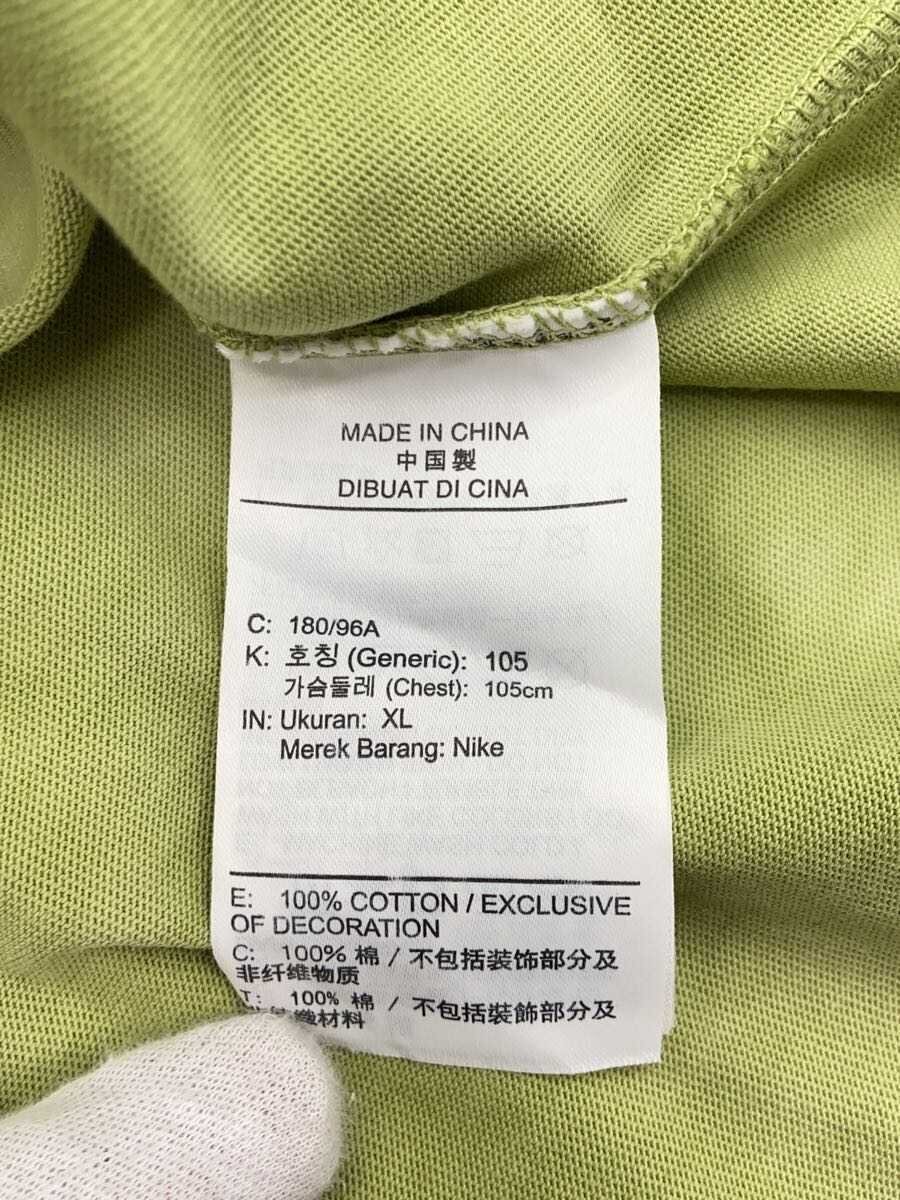 MADE IN CHINA
中国製
DIBUAT DI CINA
C: 180/96A
K: 호칭 (Generic): 105
가슴둘레 (Chest): 105cm
IN: Ukuran: XL
Merek Barang: Nike
E: 100% COTTON / EXCLUSIVE
OF DECORATION
C: 100% 棉 / 不包括装饰部分及
非纤维物质
T: 100% 棉 / 不包括裝飾部分及
織材料